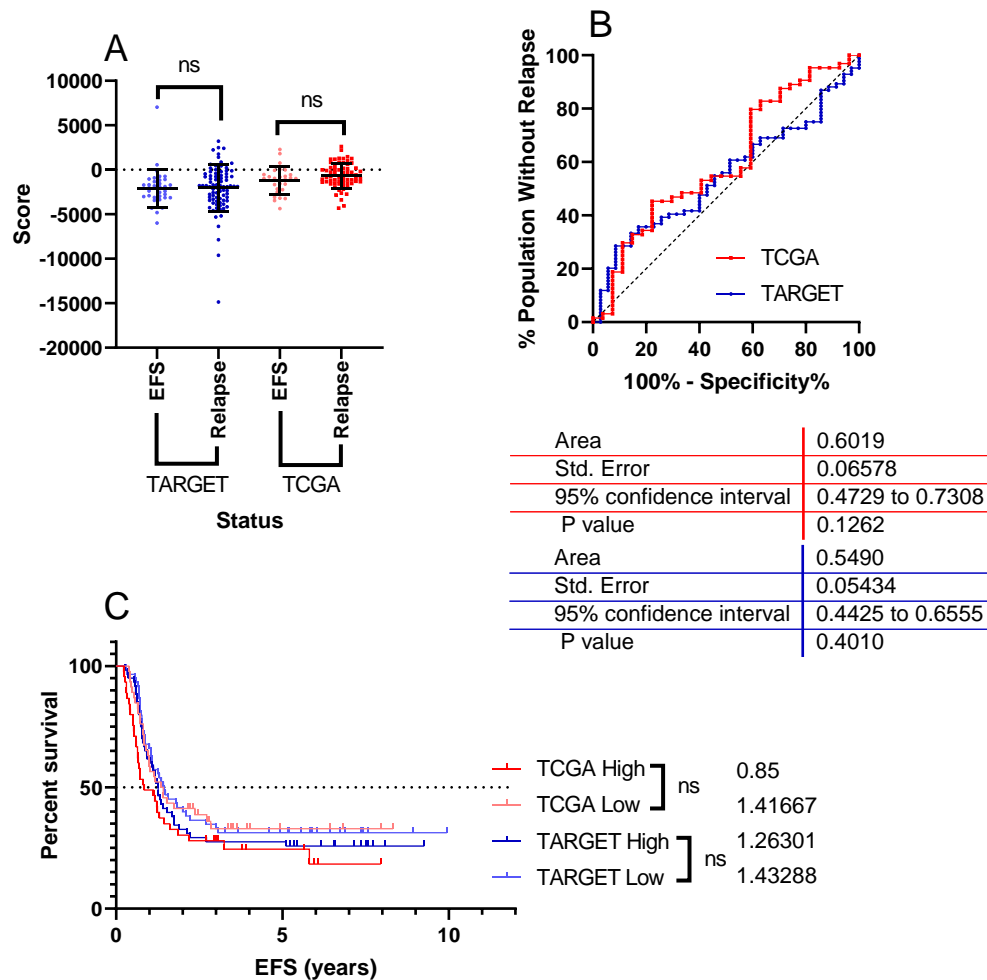 A
ns
ns
10000
5000
0
-5000
-10000
-15000
-20000
Score
EFS
Relapse
EFS
Relapse
TARGET
TCGA
Status
B
100
80
60
40
20
0
% Population Without Relapse
TCGA
TARGET
0 20 40 60 80 100
100% - Specificity%
Area 0.6019
Std. Error 0.06578
95% confidence interval 0.4729 to 0.7308
P value 0.1262
Area 0.5490
Std. Error 0.05434
95% confidence interval 0.4425 to 0.6555
P value 0.4010
C
100
50
0
Percent survival
0 5 10
EFS (years)
TCGA High 0.85
ns
TCGA Low 1.41667
TARGET High 1.26301
ns
TARGET Low 1.43288